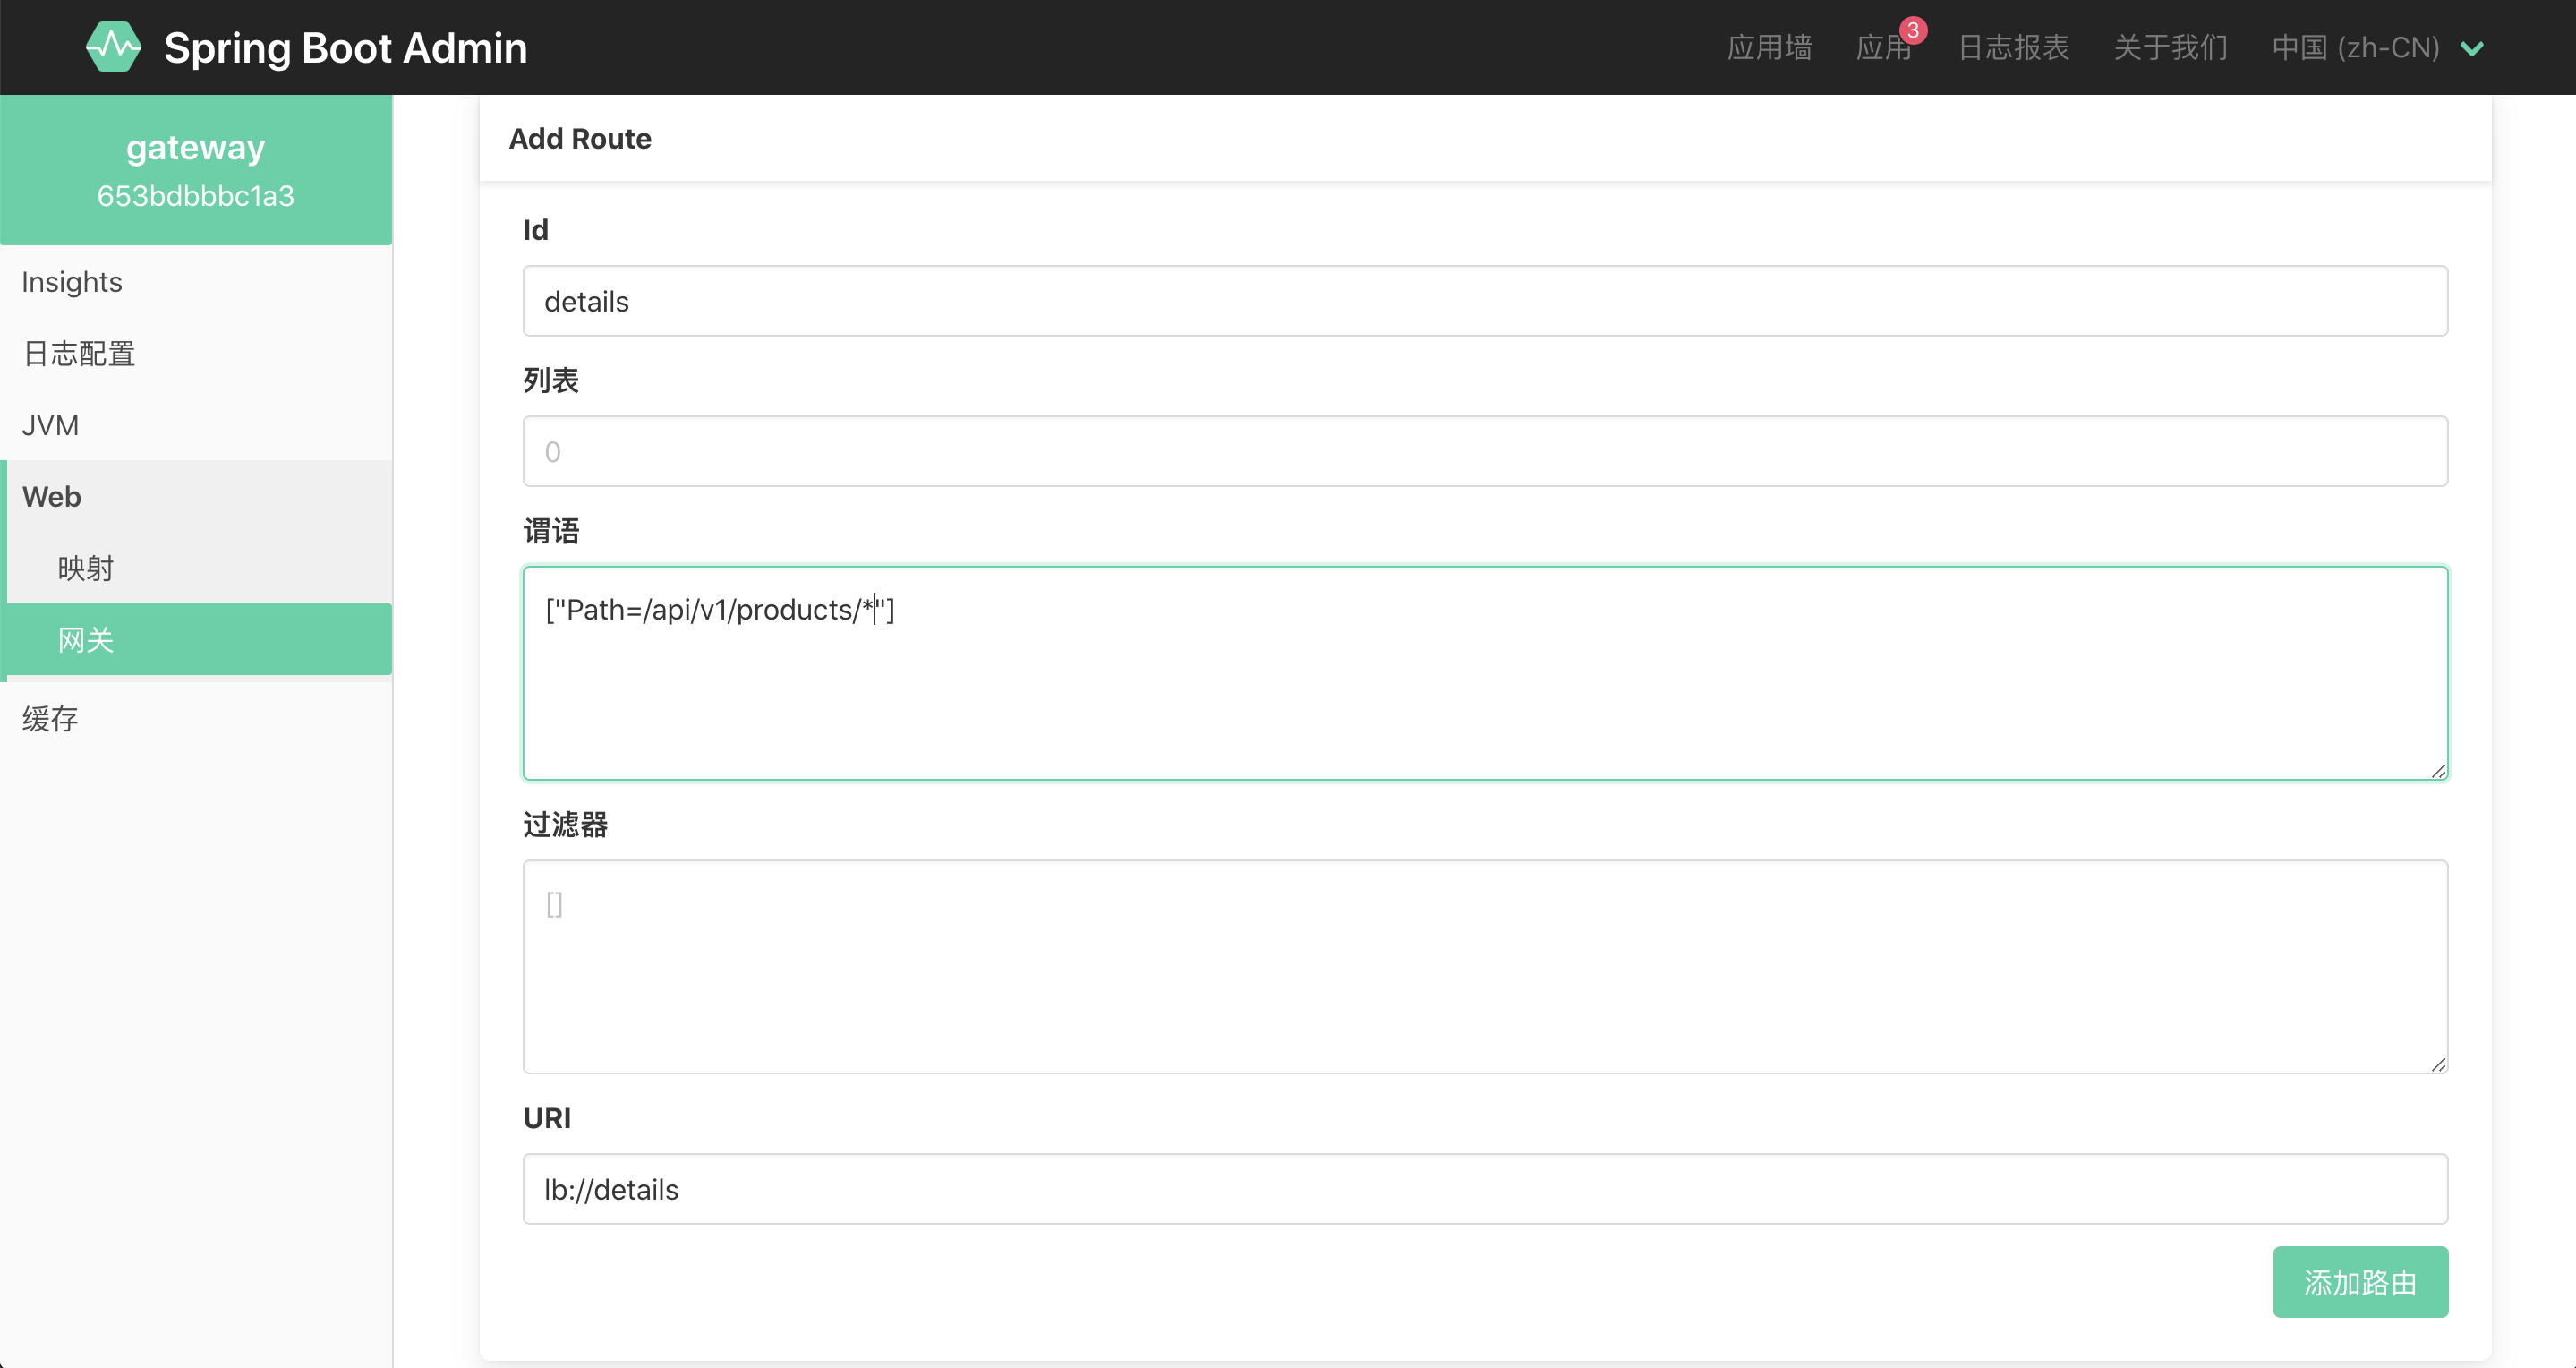 Spring Boot Admin
应用墙
应用 3
日志报表
关于我们
中国 (zh-CN)
gateway
653bdbbbc1a3
Insights
日志配置
JVM
Web
映射
网关
缓存
Add Route
Id
details
列表
0
谓语
["Path=/api/v1/products/*"]
过滤器
[]
URI
lb://details
添加路由